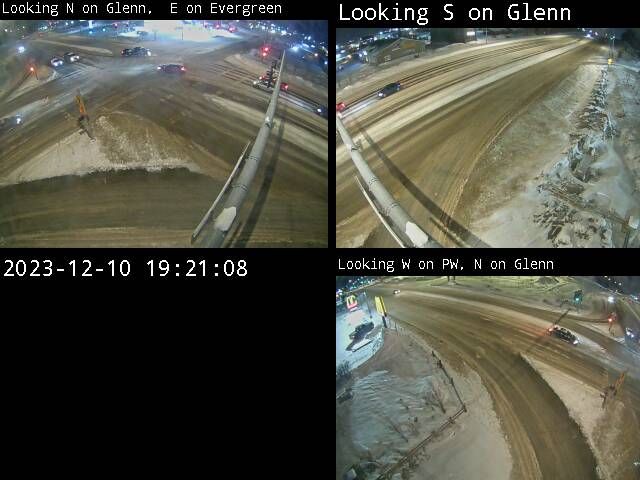 Looking N on Glenn,  E on Evergreen
Looking S on Glenn
2023-12-10 19:21:08
Looking W on PW, N on Glenn